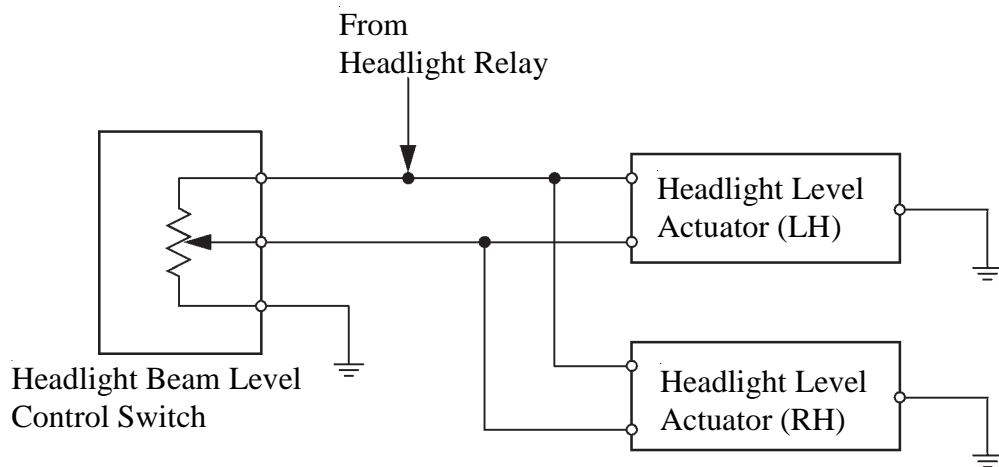 From
Headlight Relay
Headlight Level
Actuator (LH)
Headlight Beam Level
Control Switch
Headlight Level
Actuator (RH)